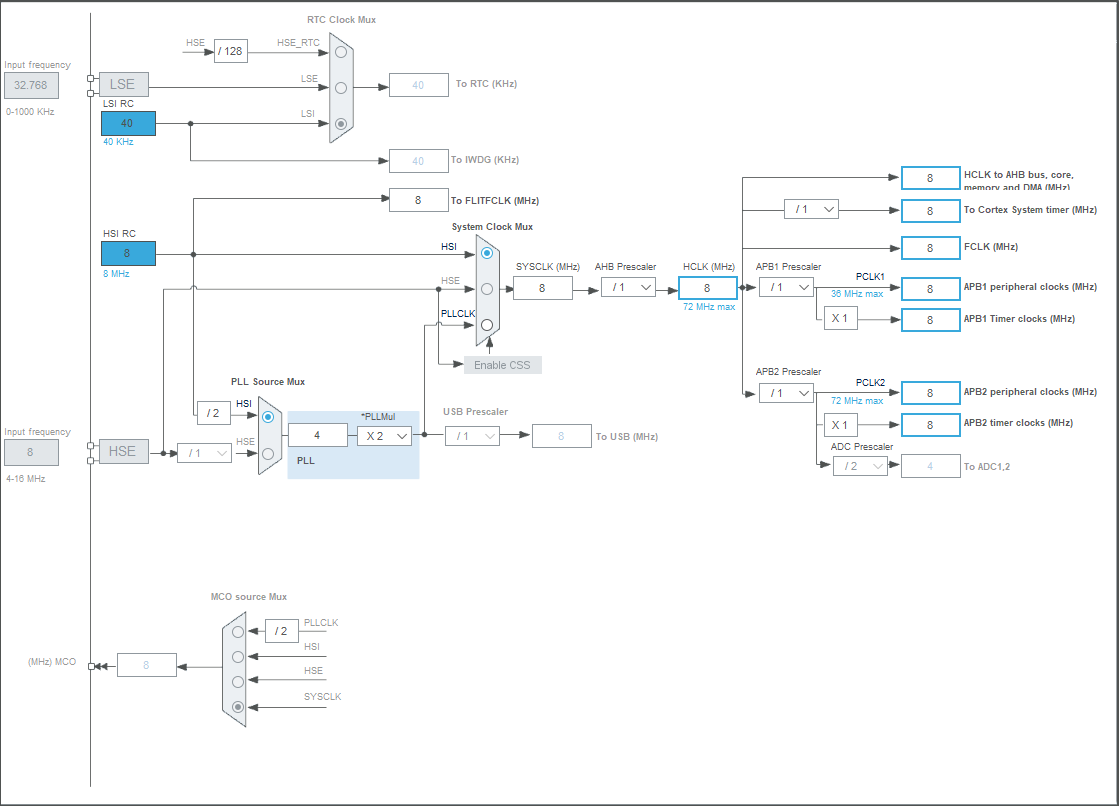 RTC Clock Mux
HSE
/ 128
HSE_RTC
Input frequency
32.768
0-1000 KHz
LSE
LSE
40
To RTC (KHz)
LSI RC
40
40 KHz
LSI
40
To IWDG (KHz)
8
To FLITFCLK (MHz)
HSI RC
8
8 MHz
System Clock Mux
HSI
HSE
PLLCLK
Enable CSS
SYSCLK (MHz)
8
AHB Prescaler
/ 1
HCLK (MHz)
8
72 MHz max
8
HCLK to AHB bus, core,
memory and DMA (MHz)
/ 1
8
To Cortex System timer (MHz)
8
FCLK (MHz)
APB1 Prescaler
/ 1
PCLK1
36 MHz max
8
APB1 peripheral clocks (MHz)
X 1
8
APB1 Timer clocks (MHz)
APB2 Prescaler
/ 1
PCLK2
72 MHz max
8
APB2 peripheral clocks (MHz)
X 1
8
APB2 timer clocks (MHz)
ADC Prescaler
/ 2
4
To ADC1,2
PLL Source Mux
/ 2
HSI
Input frequency
8
4-16 MHz
HSE
/ 1
HSE
4
*PLLMul
X 2
PLL
USB Prescaler
/ 1
8
To USB (MHz)
MCO source Mux
/ 2
PLLCLK
HSI
HSE
SYSCLK
(MHz) MCO
8